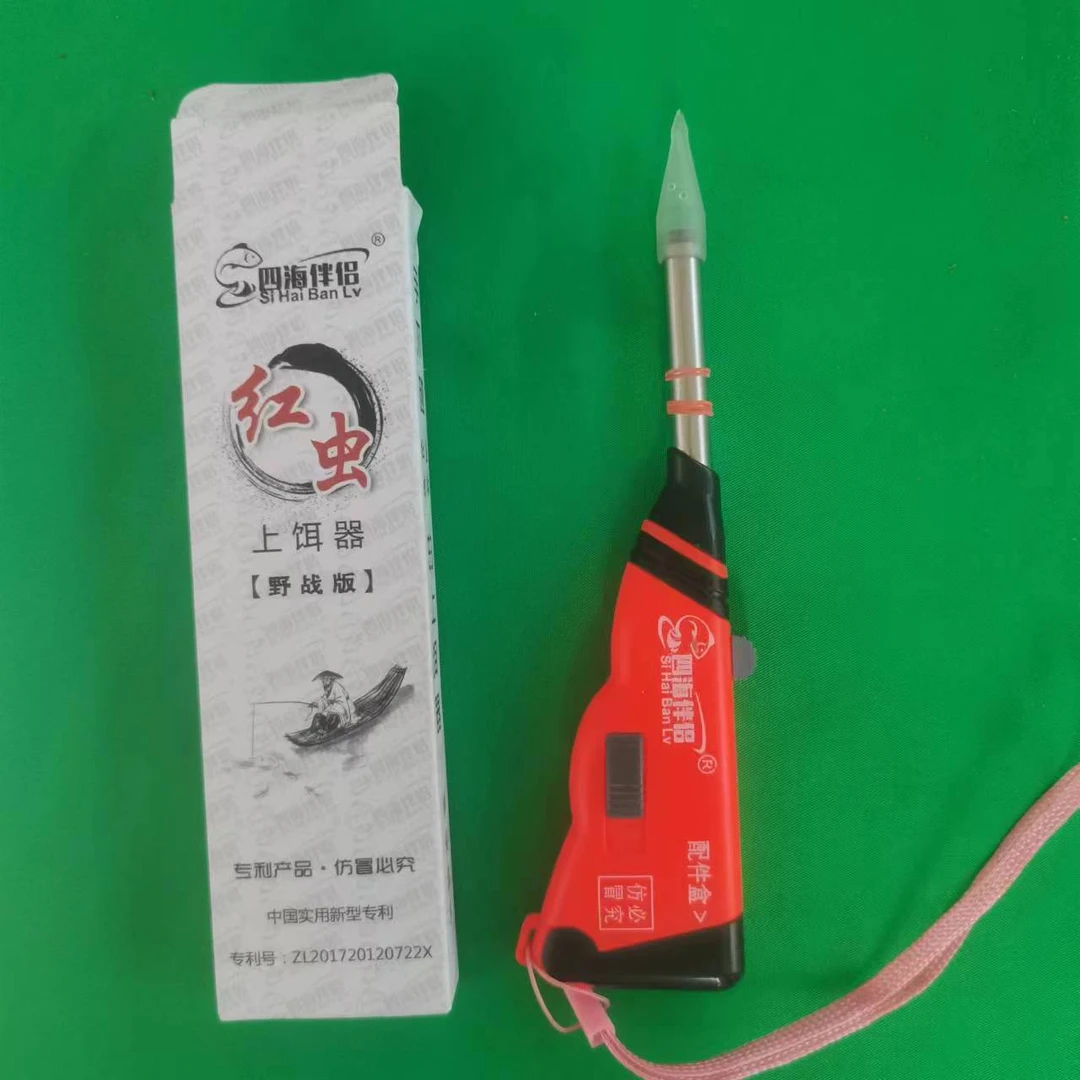 四海伴侣®
Si Hai Ban Lv
红虫
上饵器
【野战版】
专利产品·仿冒必究
中国实用新型专利
专利号:ZL201720120722X
四海伴侣®
Si Hai Ban Lv
配件盒>
仿冒
必究